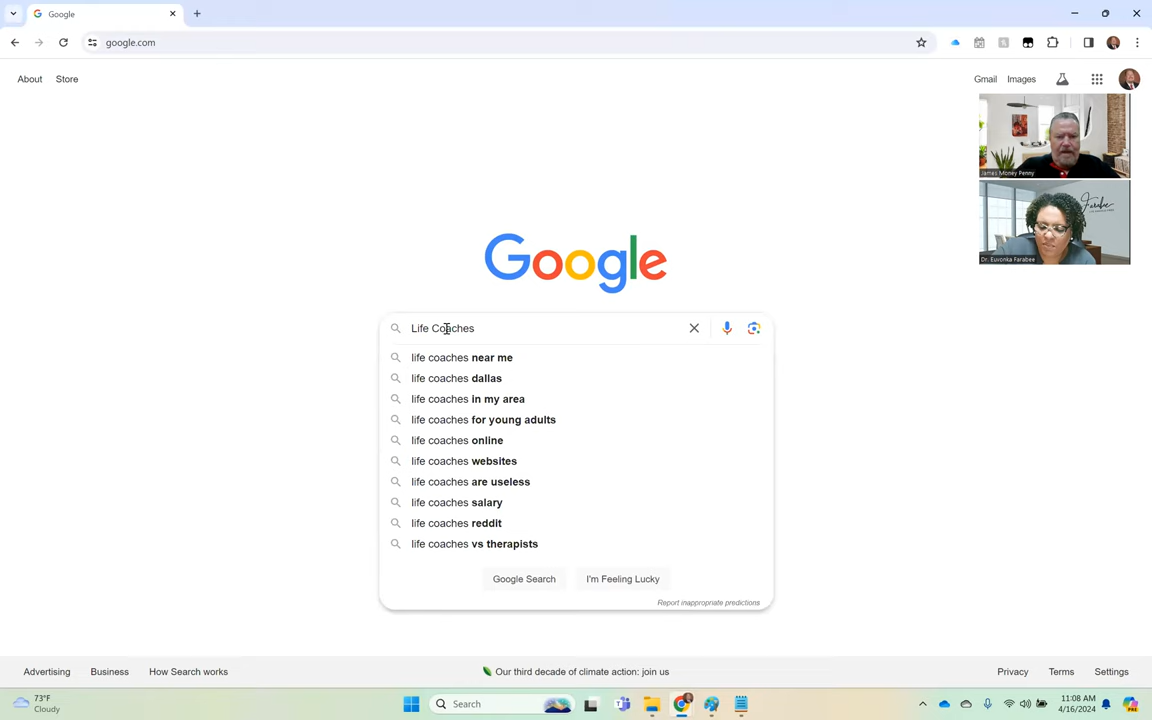 Google
google.com
About
Store
Gmail
Images
James Money Penny
Farabee
Dr. Euvonka Farabee
Google
Life Coaches
life coaches near me
life coaches dallas
life coaches in my area
life coaches for young adults
life coaches online
life coaches websites
life coaches are useless
life coaches salary
life coaches reddit
life coaches vs therapists
Google Search
I'm Feeling Lucky
Report inappropriate predictions
Advertising
Business
How Search works
Our third decade of climate action: join us
Privacy
Terms
Settings
73°F
Cloudy
Search
11:08 AM
4/16/2024
PRE